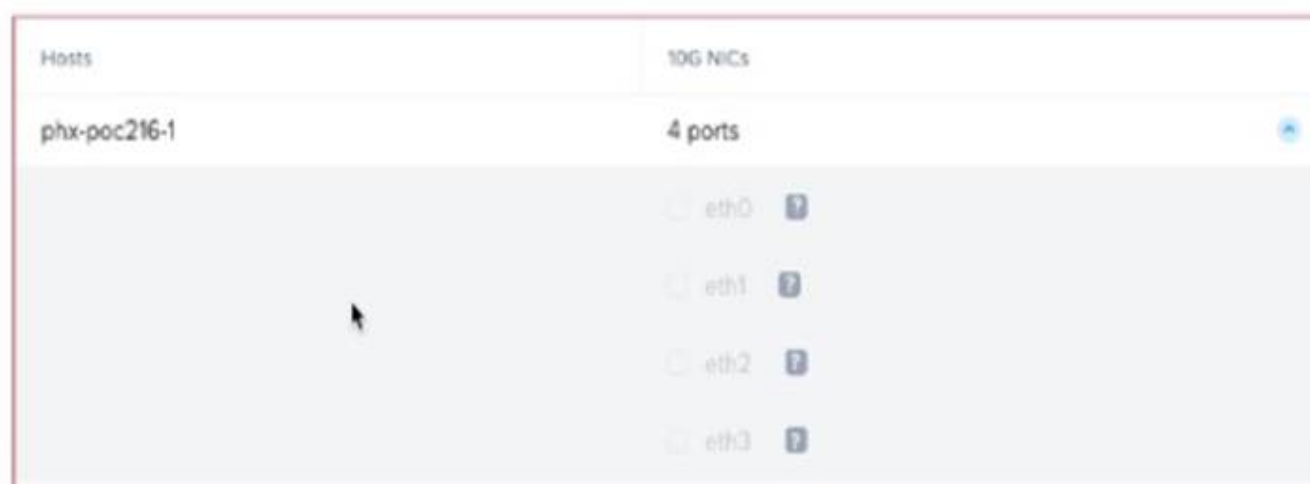 Hosts 10G NICs
phx-poc216-1 4 ports
eth0 ?
eth1 ?
eth2 ?
eth3 ?